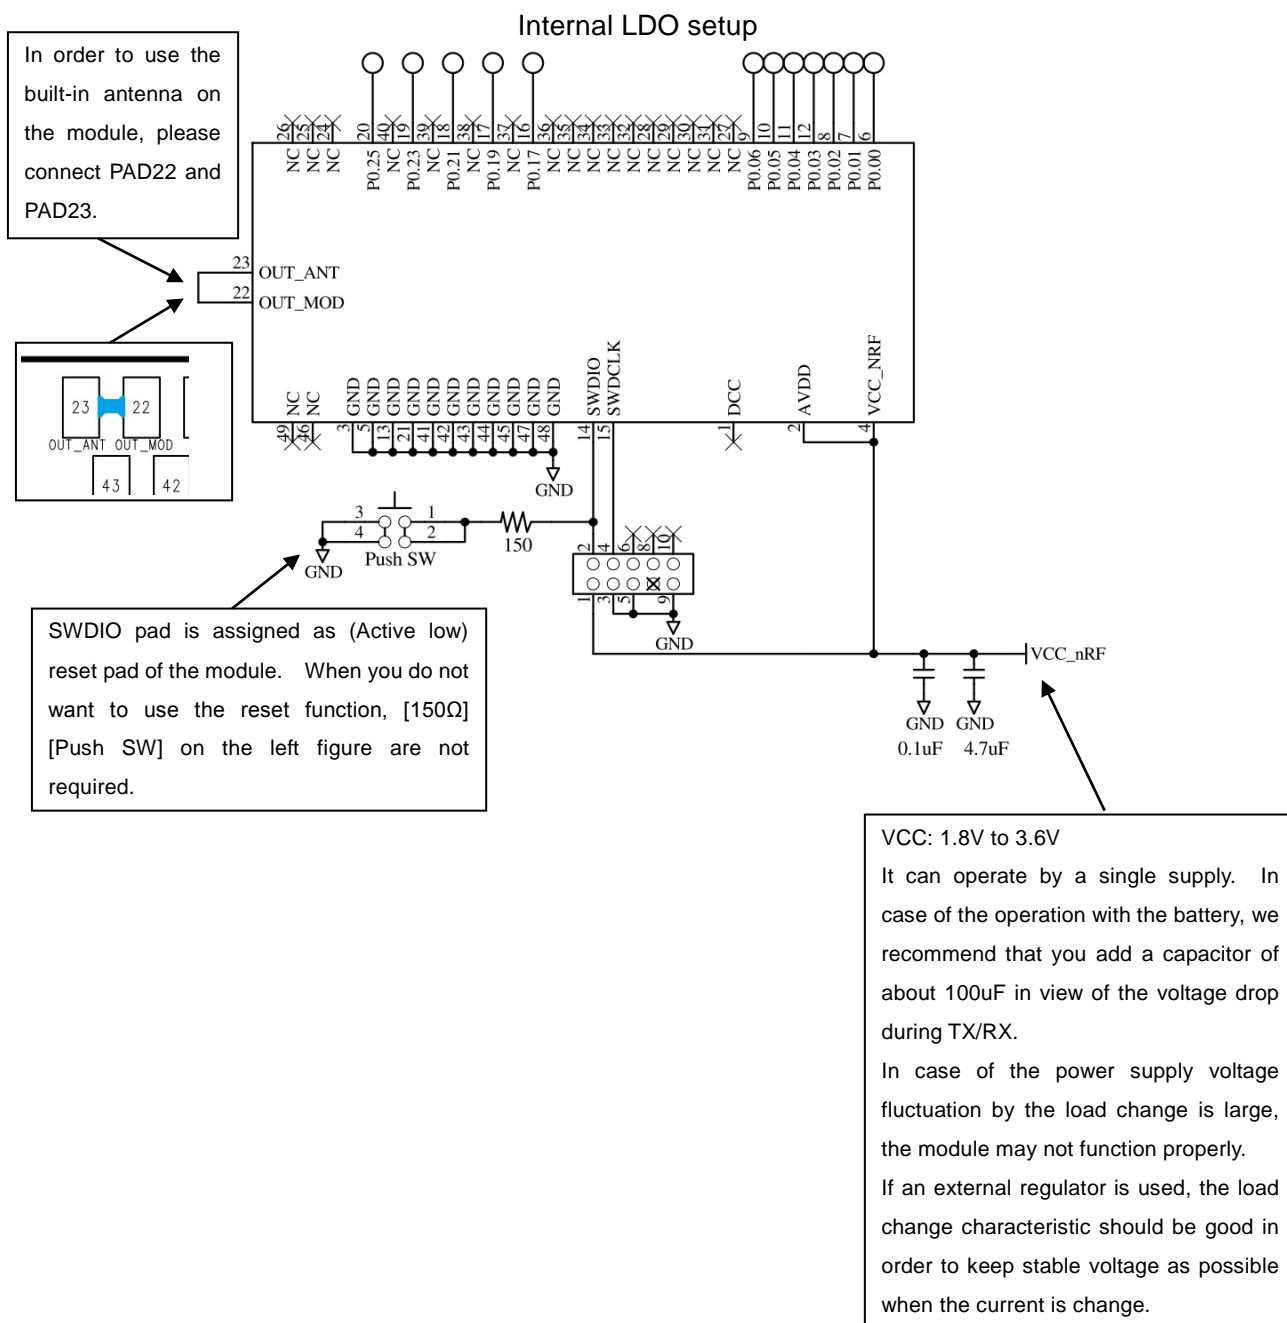 Internal LDO setup
In order to use the
built-in antenna on
the module, please
connect PAD22 and
PAD23.
26 25 24 20 40 19 39 18 38 17 37 16 36 35 34 33 32 28 29 30 31 27 9 10 11 12 8 7 6
NC NC NC P0.25 NC P0.23 NC P0.21 NC P0.19 NC P0.17 NC NC NC NC NC NC NC NC NC NC P0.06 P0.05 P0.04 P0.03 P0.02 P0.01 P0.00
23 OUT_ANT
22 OUT_MOD
23 22
OUT_ANT OUT_MOD
43 42
NC NC GND GND GND GND GND GND GND GND GND GND GND SWDIO SWDCLK DCC AVDD VCC_NRF
49 46 3 5 13 21 41 42 43 44 45 47 48 14 15 1 2 4
GND
3 1
4 2
Push SW
GND
150
2 4 6 8 10
1 3 5 9
GND
VCC_nRF
GND GND
0.1uF 4.7uF
SWDIO pad is assigned as (Active low)
reset pad of the module. When you do not
want to use the reset function, [150Ω]
[Push SW] on the left figure are not
required.
VCC: 1.8V to 3.6V
It can operate by a single supply. In
case of the operation with the battery, we
recommend that you add a capacitor of
about 100uF in view of the voltage drop
during TX/RX.
In case of the power supply voltage
fluctuation by the load change is large,
the module may not function properly.
If an external regulator is used, the load
change characteristic should be good in
order to keep stable voltage as possible
when the current is change.